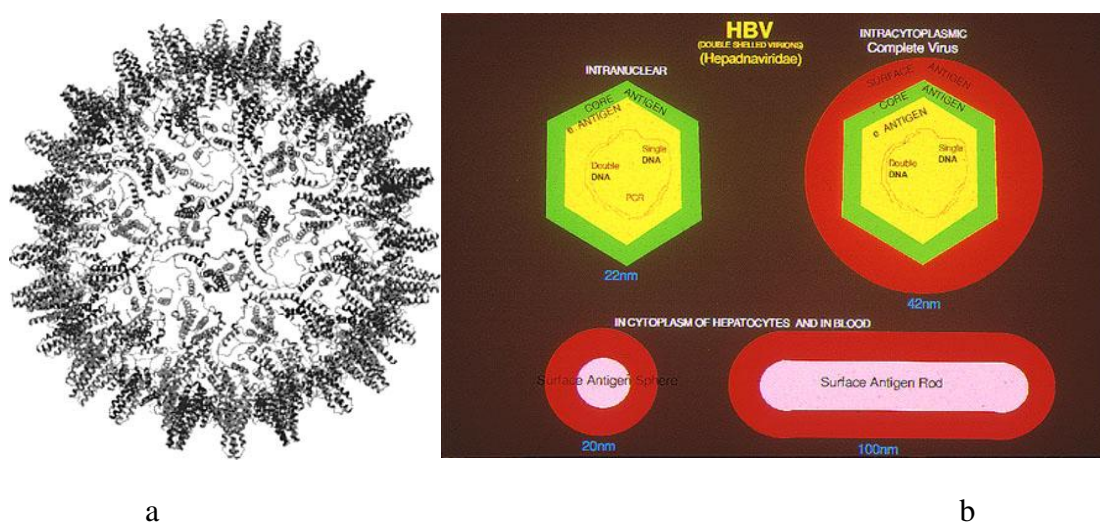 HBV
(DOUBLE SHELLED VIRIONS)
(Hepadnaviridae)
INTRANUCLEAR
CORE ANTIGEN
e ANTIGEN
Single
DNA
Double
DNA
PCR
22nm
INTRACYTOPLASMIC
Complete Virus
SURFACE ANTIGEN
CORE ANTIGEN
e ANTIGEN
Single
DNA
Double
DNA
42nm
IN CYTOPLASM OF HEPATOCYTES AND IN BLOOD
Surface Antigen Sphere
20nm
Surface Antigen Rod
100nm
a
b